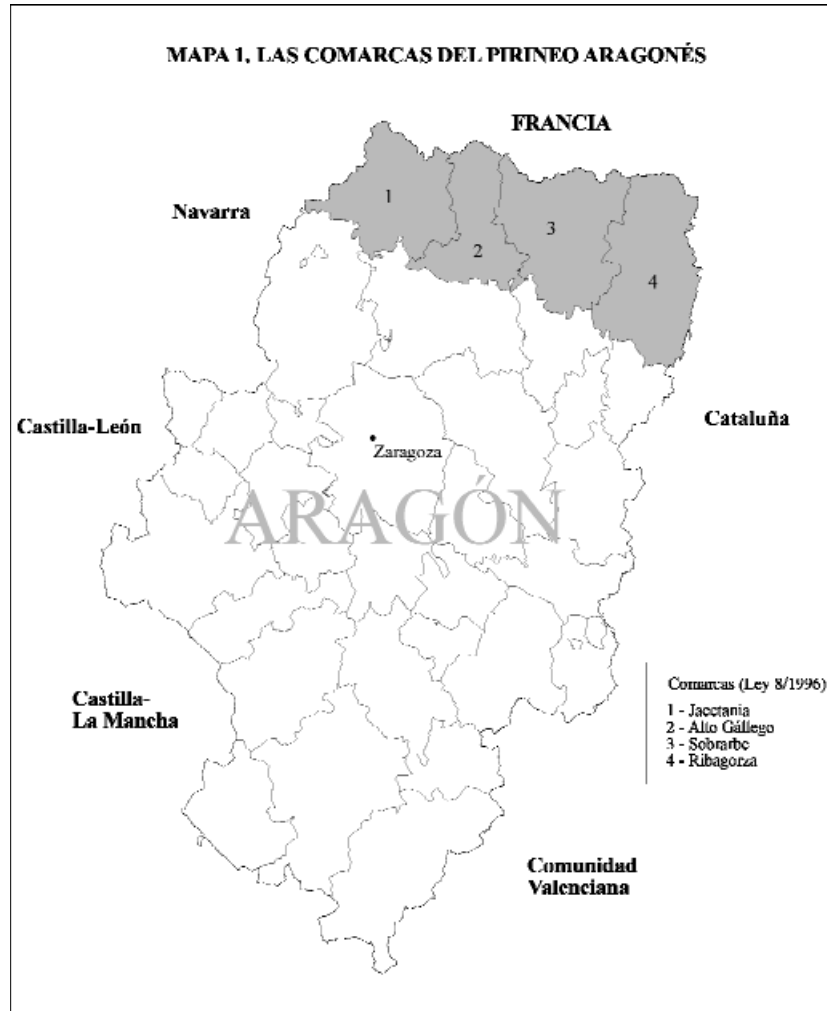 MAPA 1. LAS COMARCAS DEL PIRINEO ARAGONÉS
FRANCIA
Navarra
1
2
3
4
Castilla-León
Zaragoza
Cataluña
ARAGÓN
Castilla-
La Mancha
Comarcas (Ley 8/1996)
1 - Jacetania
2 - Alto Gállego
3 - Sobrarbe
4 - Ribagorza
Comunidad
Valenciana